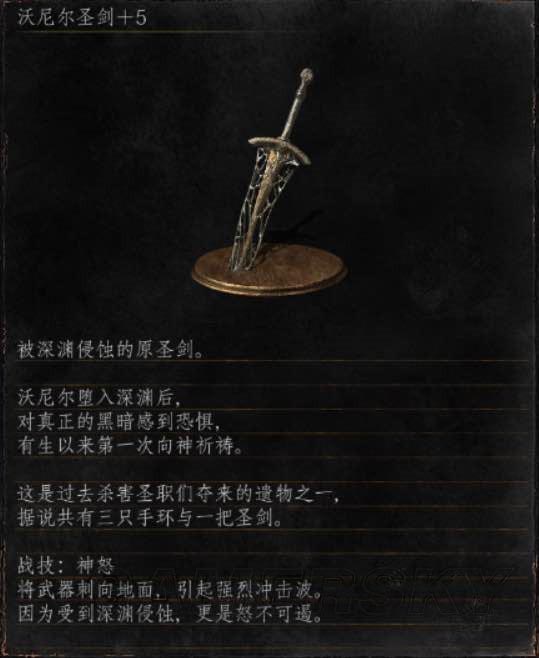 沃尼尔圣剑+5
被深渊侵蚀的原圣剑。
沃尼尔堕入深渊后，
对真正的黑暗感到恐惧，
有生以来第一次向神祈祷。
这是过去杀害圣职们夺来的遗物之一，
据说共有三只手环与一把圣剑。
战技：神怒
将武器刺向地面，引起强烈冲击波。
因为受到深渊侵蚀，更是怒不可遏。